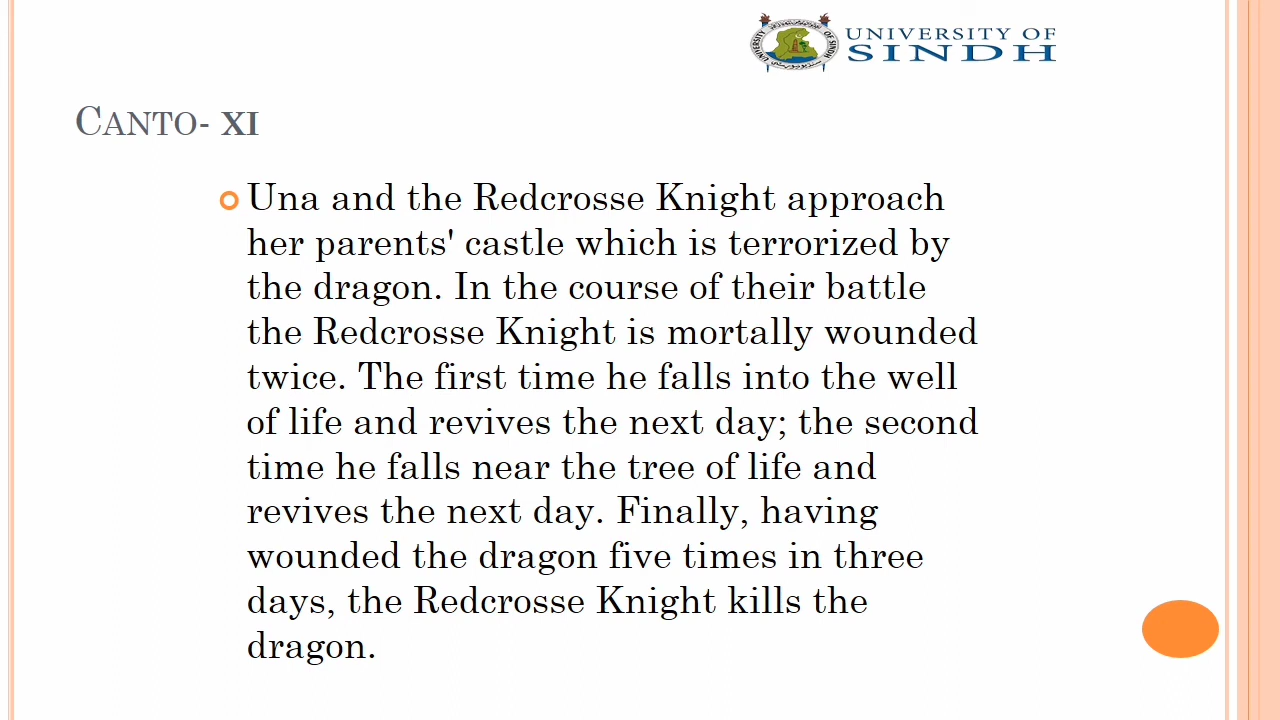 UNIVERSITY OF
SINDH
CANTO- XI
Una and the Redcrosse Knight approach
her parents' castle which is terrorized by
the dragon. In the course of their battle
the Redcrosse Knight is mortally wounded
twice. The first time he falls into the well
of life and revives the next day; the second
time he falls near the tree of life and
revives the next day. Finally, having
wounded the dragon five times in three
days, the Redcrosse Knight kills the
dragon.